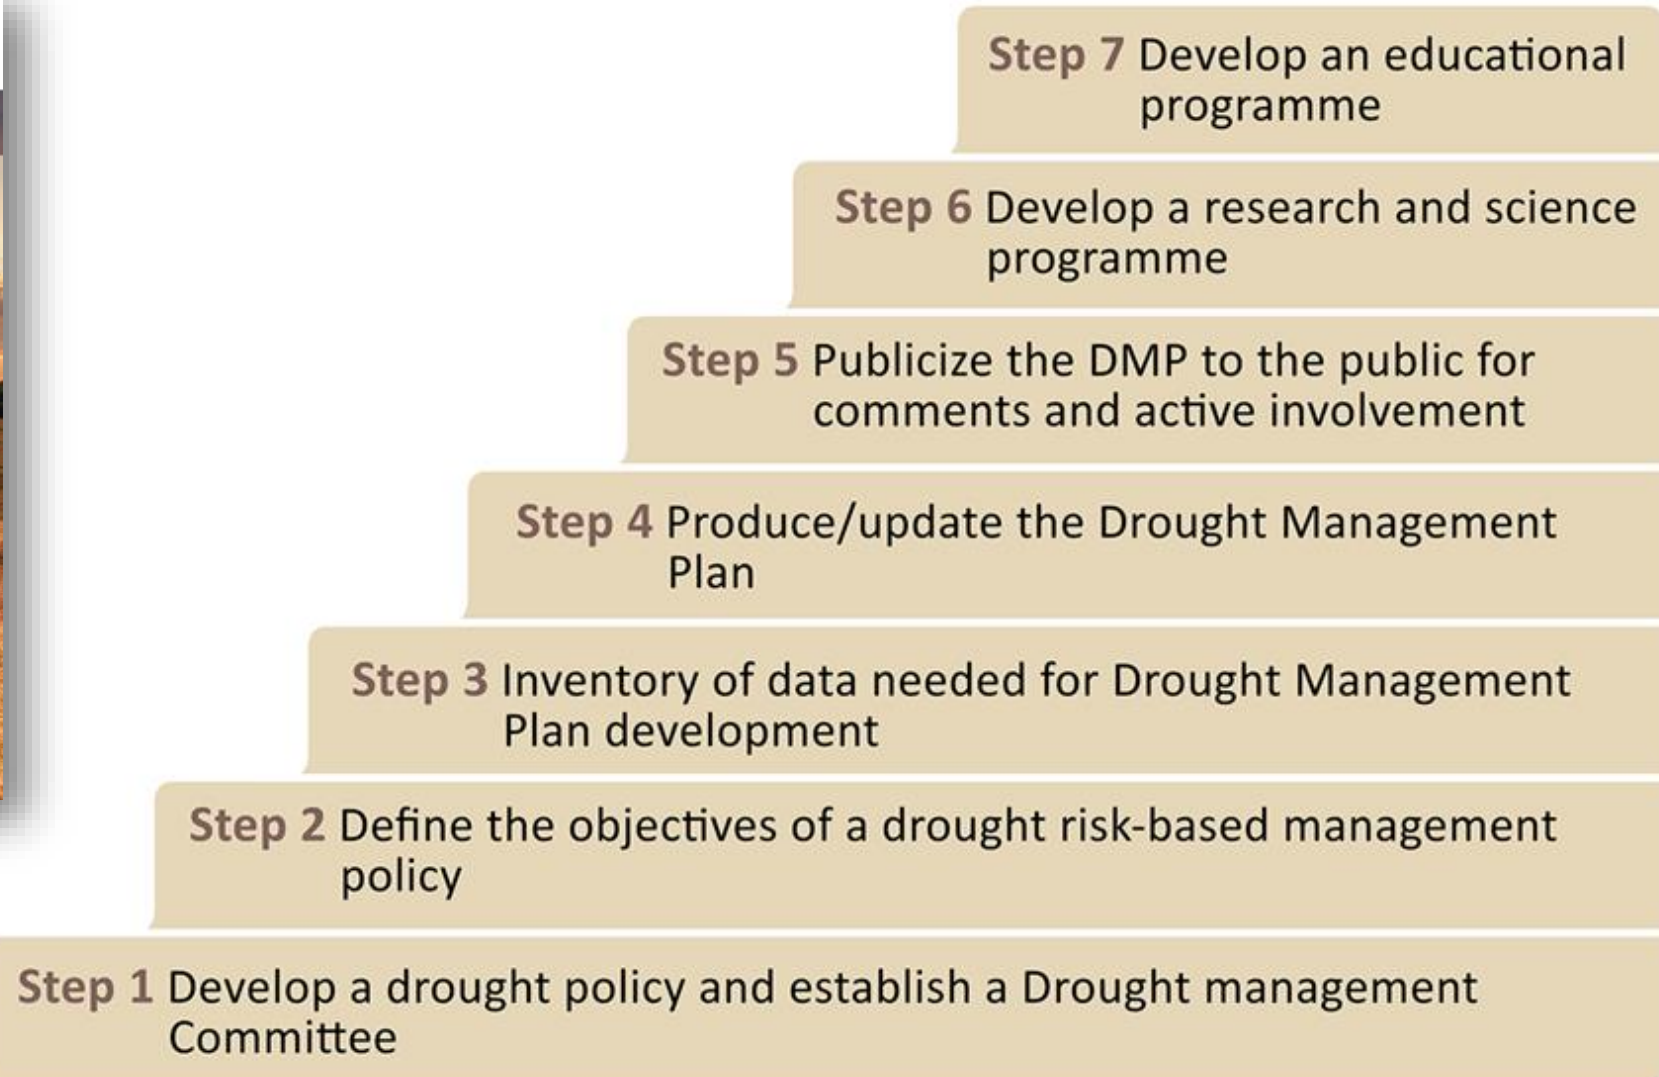 Step 7 Develop an educational
programme
Step 6 Develop a research and science
programme
Step 5 Publicize the DMP to the public for
comments and active involvement
Step 4 Produce/update the Drought Management
Plan
Step 3 Inventory of data needed for Drought Management
Plan development
Step 2 Define the objectives of a drought risk-based management
policy
Step 1 Develop a drought policy and establish a Drought management
Committee